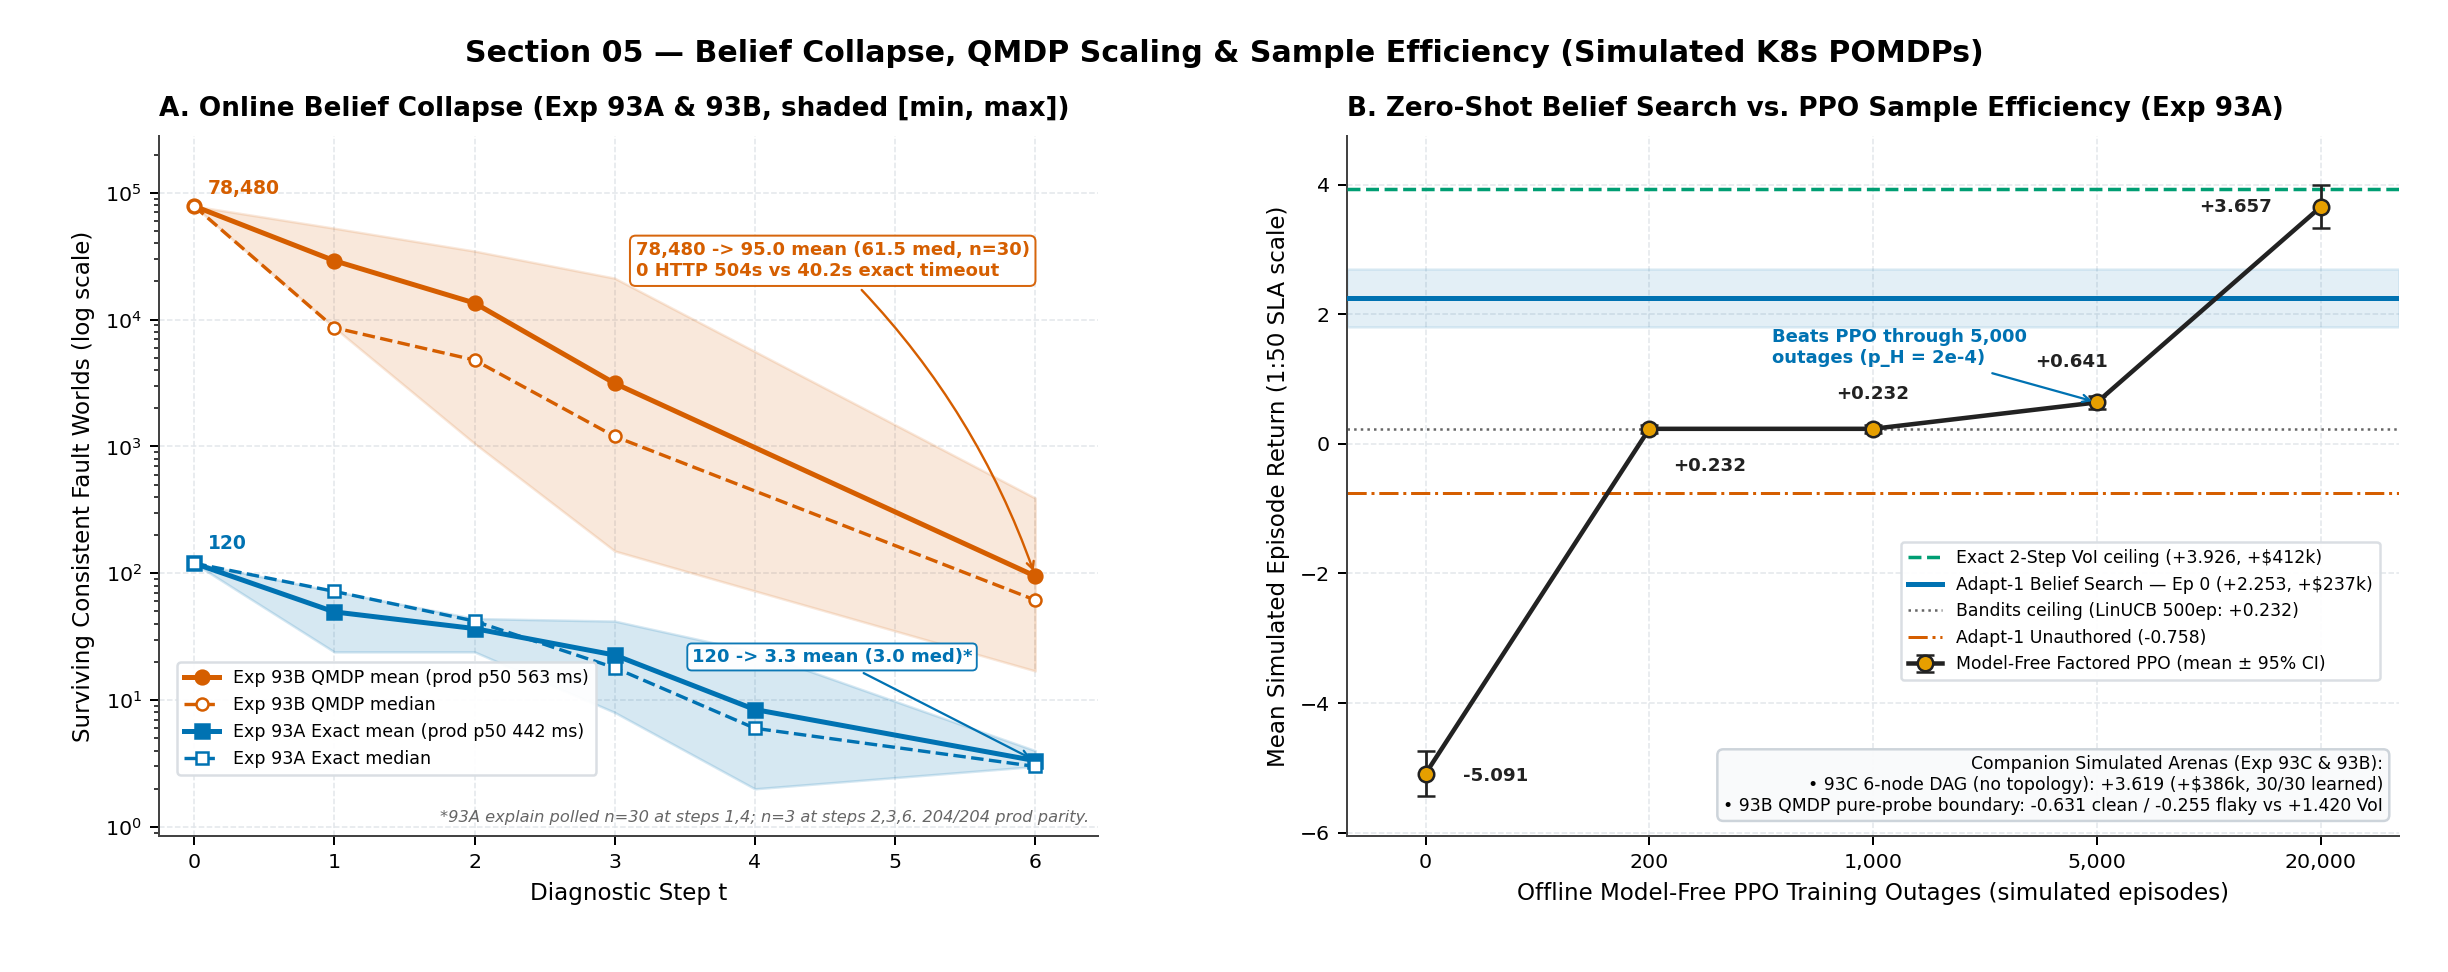 Section 05 — Belief Collapse, QMDP Scaling & Sample Efficiency (Simulated K8s POMDPs)
A. Online Belief Collapse (Exp 93A & 93B, shaded [min, max])
Surviving Consistent Fault Worlds (log scale)
10⁵
10⁴
10³
10²
10¹
10⁰
78,480
78,480 -> 95.0 mean (61.5 med, n=30)
0 HTTP 504s vs 40.2s exact timeout
120
120 -> 3.3 mean (3.0 med)*
Exp 93B QMDP mean (prod p50 563 ms)
Exp 93B QMDP median
Exp 93A Exact mean (prod p50 442 ms)
Exp 93A Exact median
*93A explain polled n=30 at steps 1,4; n=3 at steps 2,3,6. 204/204 prod parity.
0 1 2 3 4 5 6
Diagnostic Step t
B. Zero-Shot Belief Search vs. PPO Sample Efficiency (Exp 93A)
Mean Simulated Episode Return (1:50 SLA scale)
4
2
0
−2
−4
−6
+3.657
Beats PPO through 5,000
outages (p_H = 2e-4)
+0.641
+0.232
+0.232
-5.091
Exact 2-Step VoI ceiling (+3.926, +$412k)
Adapt-1 Belief Search — Ep 0 (+2.253, +$237k)
Bandits ceiling (LinUCB 500ep: +0.232)
Adapt-1 Unauthored (-0.758)
Model-Free Factored PPO (mean ± 95% CI)
Companion Simulated Arenas (Exp 93C & 93B):
• 93C 6-node DAG (no topology): +3.619 (+$386k, 30/30 learned)
• 93B QMDP pure-probe boundary: -0.631 clean / -0.255 flaky vs +1.420 VoI
0 200 1,000 5,000 20,000
Offline Model-Free PPO Training Outages (simulated episodes)